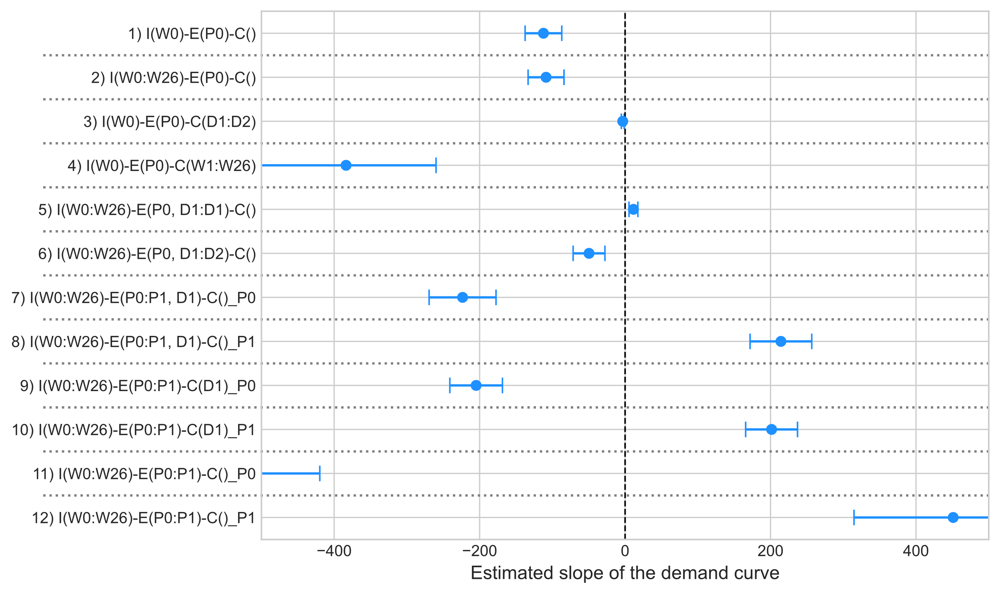 1) I(W0)-E(P0)-C()
2) I(W0:W26)-E(P0)-C()
3) I(W0)-E(P0)-C(D1:D2)
4) I(W0)-E(P0)-C(W1:W26)
5) I(W0:W26)-E(P0, D1:D1)-C()
6) I(W0:W26)-E(P0, D1:D2)-C()
7) I(W0:W26)-E(P0:P1, D1)-C()_P0
8) I(W0:W26)-E(P0:P1, D1)-C()_P1
9) I(W0:W26)-E(P0:P1)-C(D1)_P0
10) I(W0:W26)-E(P0:P1)-C(D1)_P1
11) I(W0:W26)-E(P0:P1)-C()_P0
12) I(W0:W26)-E(P0:P1)-C()_P1
−400 −200 0 200 400
Estimated slope of the demand curve